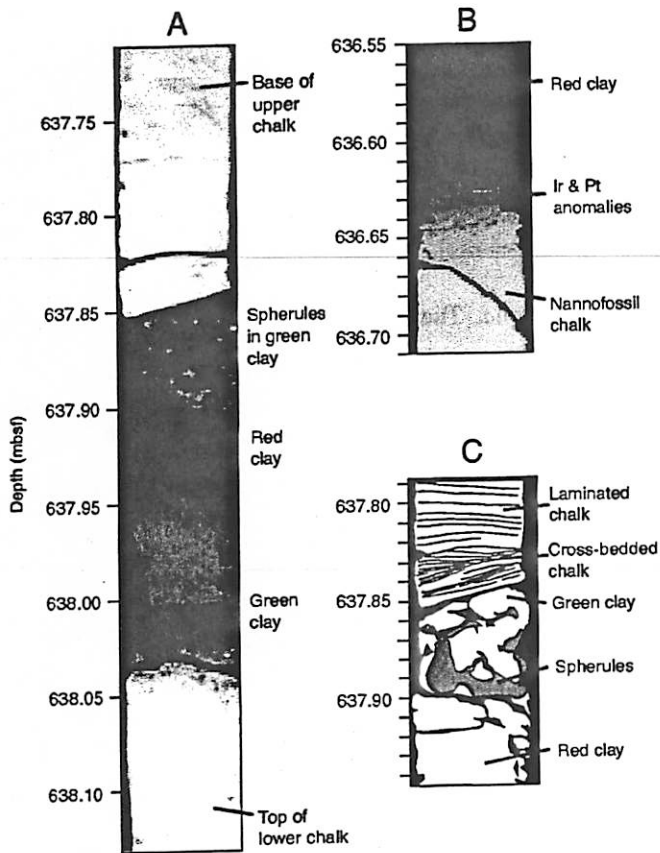 A
Depth (mbsf)
637.75
637.80
637.85
637.90
637.95
638.00
638.05
638.10
Base of
upper
chalk
Spherules
in green
clay
Red
clay
Green
clay
Top of
lower chalk
B
636.55
636.60
636.65
636.70
Red clay
Ir & Pt
anomalies
Nannofossil
chalk
C
637.80
637.85
637.90
Laminated
chalk
Cross-bedded
chalk
Green clay
Spherules
Red clay